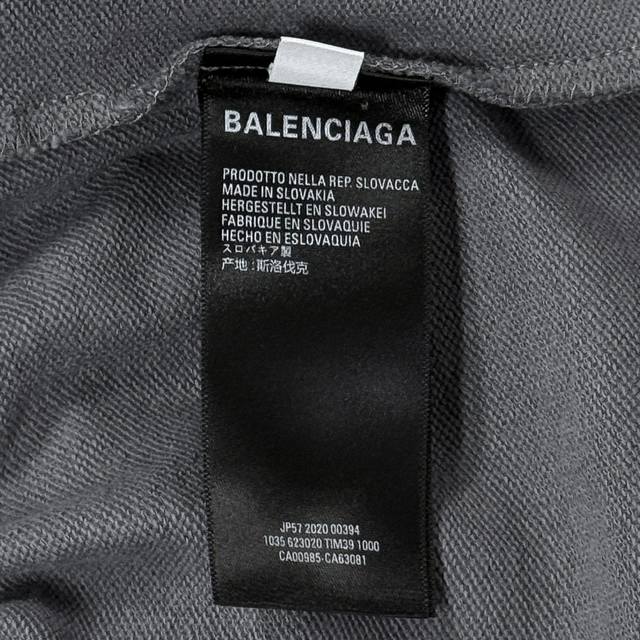 BALENCIAGA
PRODOTTO NELLA REP. SLOVACCA
MADE IN SLOVAKIA
HERGESTELLT EN SLOWAKEI
FABRIQUE EN SLOVAQUIE
HECHO EN ESLOVAQUIA
スロバキア製
产地:斯洛伐克
JP57 2020 00394
1035 623020 TIM39 1000
CA00985-CA63081